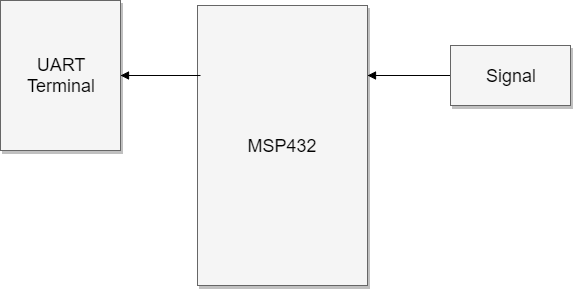 UART
Terminal
MSP432
Signal